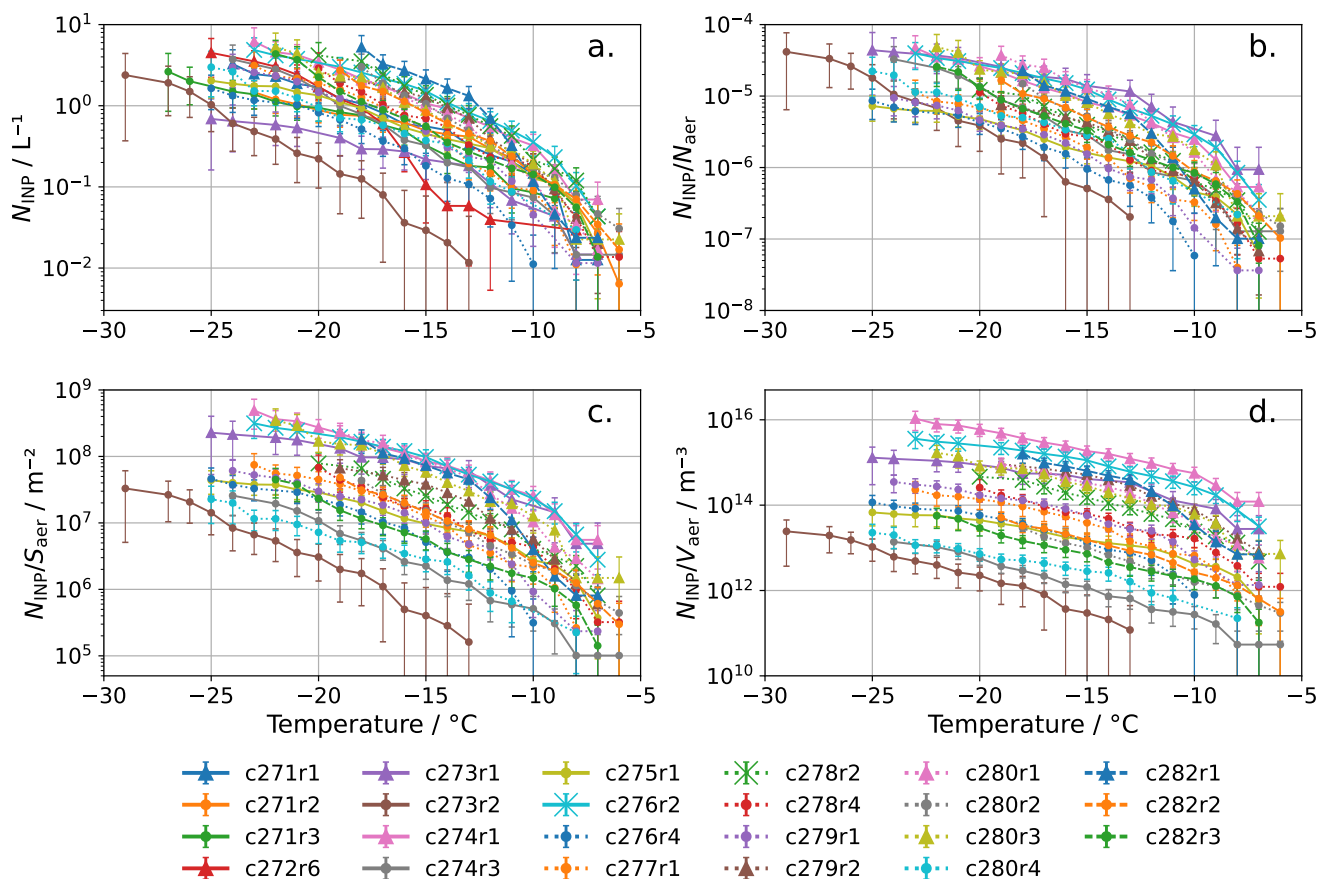 a.
10¹
10⁰
10⁻¹
10⁻²
N_INP / L⁻¹
−30 −25 −20 −15 −10 −5
b.
10⁻⁴
10⁻⁵
10⁻⁶
10⁻⁷
10⁻⁸
N_INP/N_aer
−30 −25 −20 −15 −10 −5
c.
10⁹
10⁸
10⁷
10⁶
10⁵
N_INP/S_aer / m⁻²
−30 −25 −20 −15 −10 −5
Temperature / °C
d.
10¹⁶
10¹⁴
10¹²
10¹⁰
N_INP/V_aer / m⁻³
−30 −25 −20 −15 −10 −5
Temperature / °C
c271r1 c273r1 c275r1 c278r2 c280r1 c282r1
c271r2 c273r2 c276r2 c278r4 c280r2 c282r2
c271r3 c274r1 c276r4 c279r1 c280r3 c282r3
c272r6 c274r3 c277r1 c279r2 c280r4